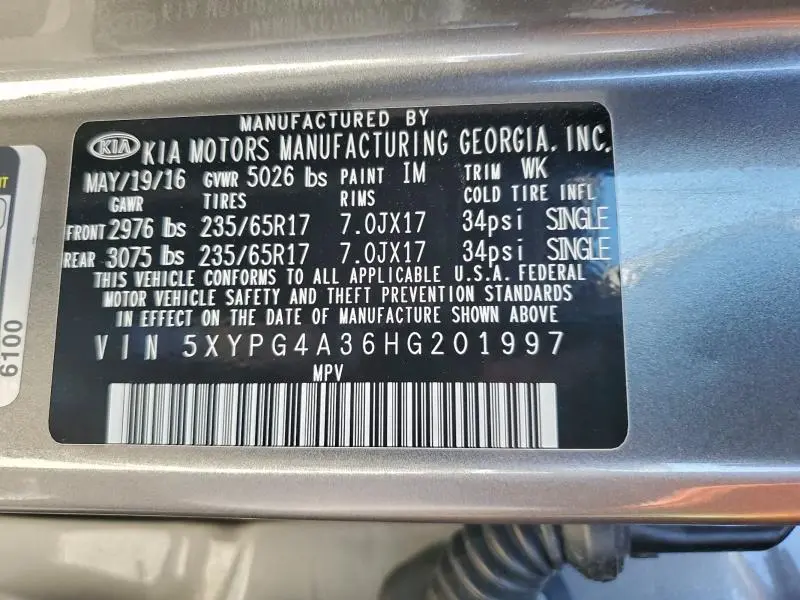 MANUFACTURED BY
KIA KIA MOTORS MANUFACTURING GEORGIA, INC.
MAY/19/16 GVWR 5026 lbs PAINT IM TRIM WK
GAWR TIRES RIMS COLD TIRE INFL
FRONT 2976 lbs 235/65R17 7.0JX17 34psi SINGLE
REAR 3075 lbs 235/65R17 7.0JX17 34psi SINGLE
THIS VEHICLE CONFORMS TO ALL APPLICABLE U.S.A. FEDERAL
MOTOR VEHICLE SAFETY AND THEFT PREVENTION STANDARDS
IN EFFECT ON THE DATE OF MANUFACTURE SHOWN ABOVE
VIN 5XYPG4A36HG201997
MPV
6100